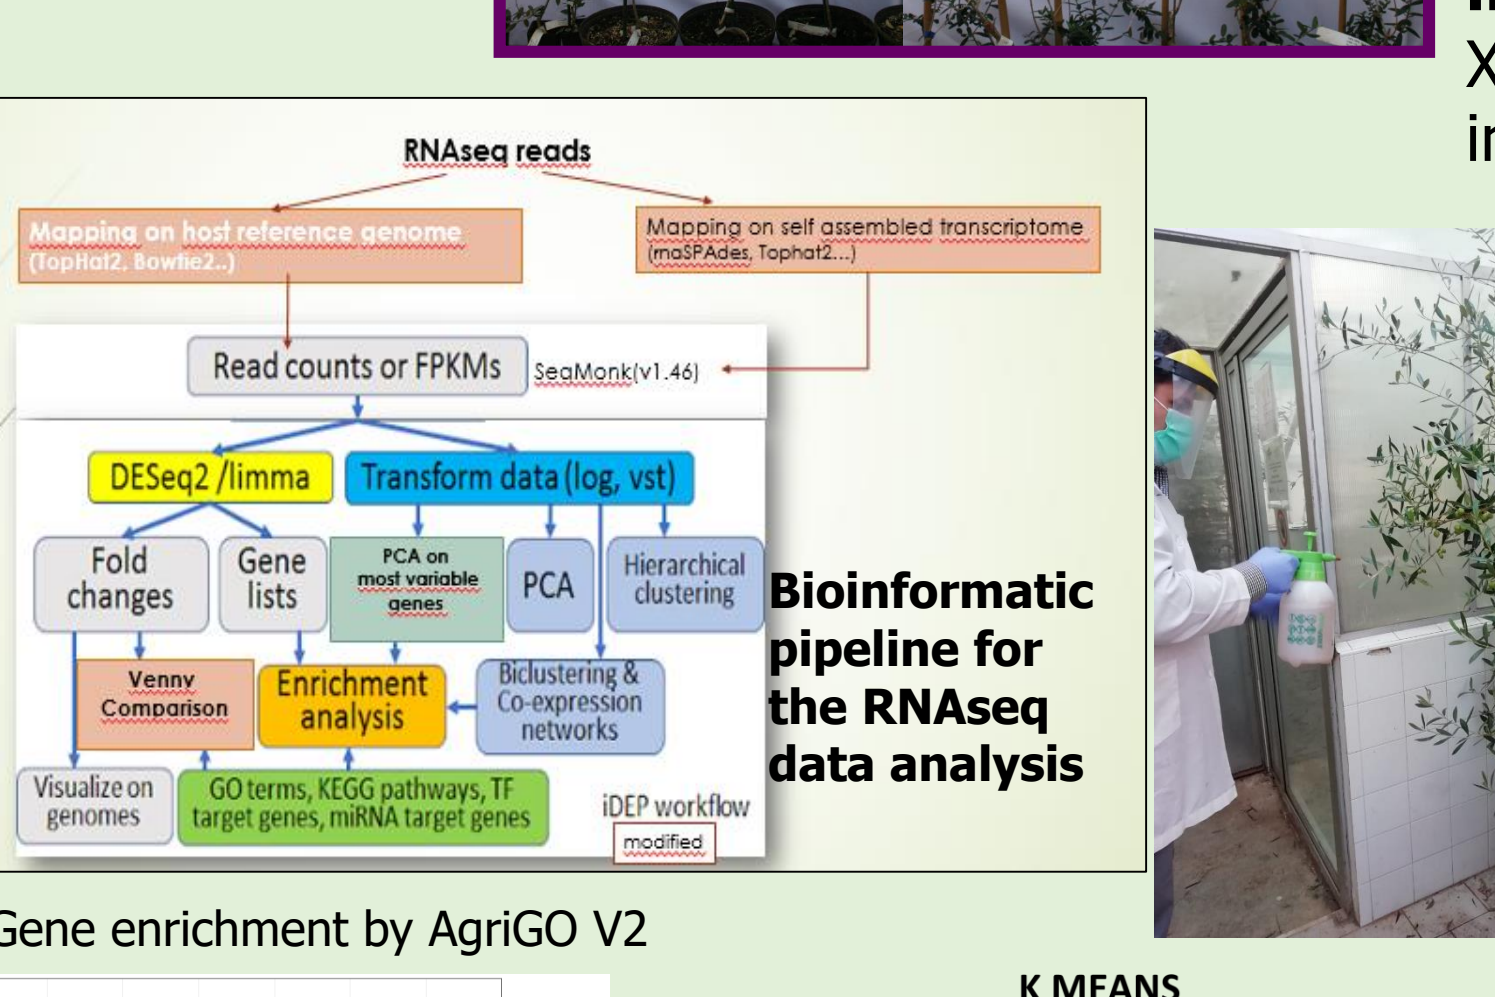 X
RNAseq reads
Mapping on host reference genome
(TopHat2, Bowtie2..)
Mapping on self assembled transcriptome
(rnaSPAdes, Tophat2...)
Read counts or FPKMs
SeqMonk(v1.46)
DESeq2 /limma
Transform data (log, vst)
Fold
changes
Gene
lists
PCA on
most variable
genes
PCA
Hierarchical
clustering
Venny
Comparison
Enrichment
analysis
Biclustering &
Co-expression
networks
Visualize on
genomes
GO terms, KEGG pathways, TF
target genes, miRNA target genes
iDEP workflow
modified
Bioinformatic
pipeline for
the RNAseq
data analysis
Gene enrichment by AgriGO V2
K MEANS